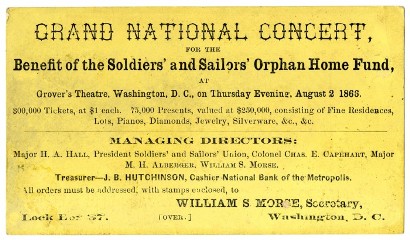 GRAND NATIONAL CONCERT,
FOR THE
Benefit of the Soldiers' and Sailors' Orphan Home Fund,
AT
Grover's Theatre, Washington, D. C., on Thursday Evening, August 2 1866.
300,000 Tickets, at $1 each. 75,000 Presents, valued at $250,000, consisting of Fine Residences,
Lots, Pianos, Diamonds, Jewelry, Silverware, &c., &c.
MANAGING DIRECTORS:
Major H. A. HALL, President Soldiers' and Sailors' Union, Colonel CHAS. E. CAPEHART, Major
M. H. ALBERGER, WILLIAM S. MORSE.
Treasurer—J. B. HUTCHINSON, Cashier National Bank of the Metropolis.
All orders must be addressed, with stamps enclosed, to
WILLIAM S MORSE, Secretary,
Lock Box 37. [OVER.] Washington, D. C.